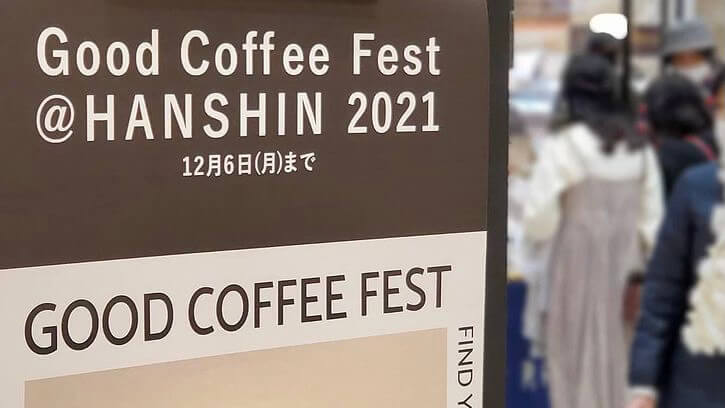 Good Coffee Fest
@HANSHIN 2021
12月6日(月)まで
GOOD COFFEE FEST
FIND Y